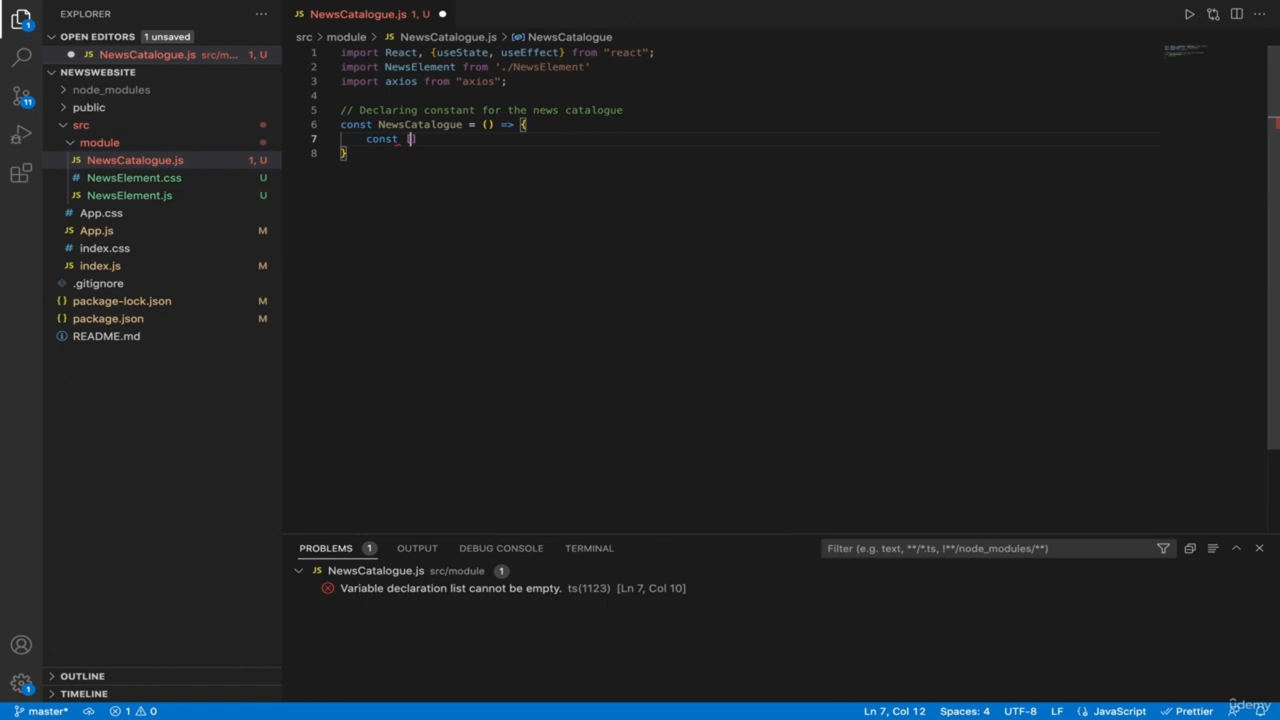 EXPLORER
OPEN EDITORS 1 unsaved
JS NewsCatalogue.js src/m... 1, U
NEWSWEBSITE
node_modules
public
src
module
JS NewsCatalogue.js 1, U
# NewsElement.css U
JS NewsElement.js U
# App.css
JS App.js M
# index.css
JS index.js M
.gitignore
{} package-lock.json M
{} package.json M
README.md
OUTLINE
TIMELINE
1
11
1
JS NewsCatalogue.js 1, U
src > module > JS NewsCatalogue.js > NewsCatalogue
1 import React, {useState, useEffect} from "react";
2 import NewsElement from './NewsElement'
3 import axios from "axios";
4
5 // Declaring constant for the news catalogue
6 const NewsCatalogue = () => {
7 const []
8 }
PROBLEMS 1 OUTPUT DEBUG CONSOLE TERMINAL
Filter (e.g. text, **/*.ts, !**/node_modules/**)
JS NewsCatalogue.js src/module 1
Variable declaration list cannot be empty. ts(1123) [Ln 7, Col 10]
master* 1 0 Ln 7, Col 12 Spaces: 4 UTF-8 LF {} JavaScript Prettier
udemy